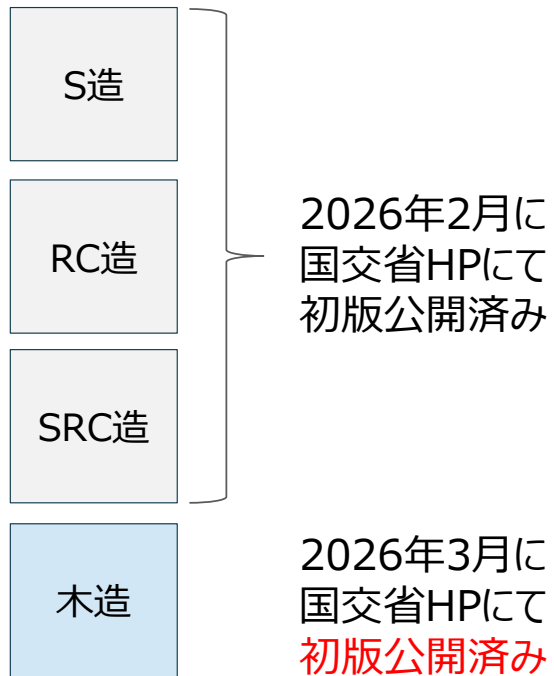 S造
RC造
SRC造
2026年2月に
国交省HPにて
初版公開済み
木造
2026年3月に
国交省HPにて
初版公開済み